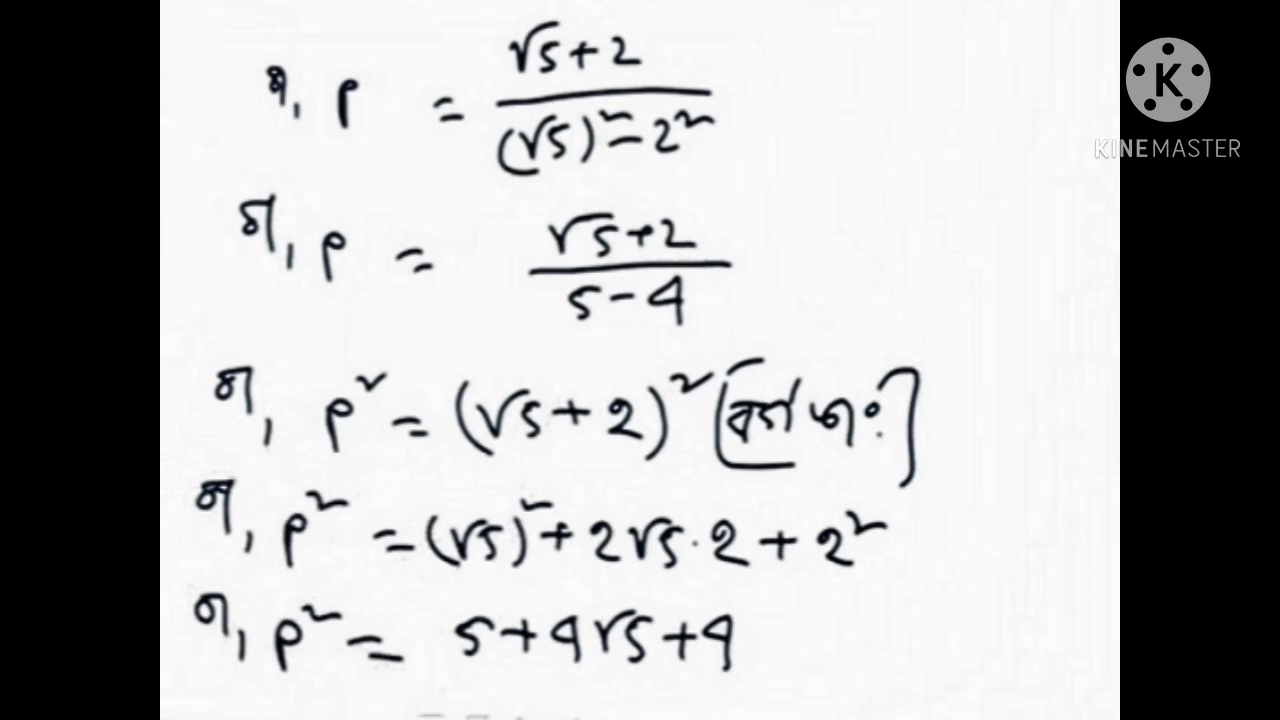 বা, p = (√5+2)/((√5)²-2²)
বা, p = (√5+2)/(5-4)
বা, p² = (√5+2)² [বর্গ করে]
বা, p² = (√5)²+2√5.2+2²
বা, p² = 5+4√5+4
KINEMASTER